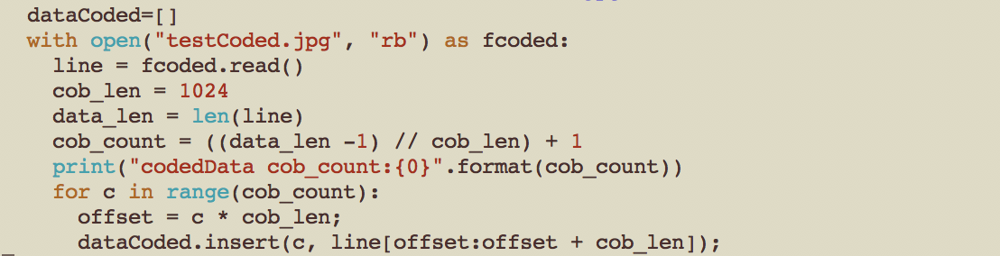 dataCoded=[]
with open("testCoded.jpg", "rb") as fcoded:
  line = fcoded.read()
  cob_len = 1024
  data_len = len(line)
  cob_count = ((data_len -1) // cob_len) + 1
  print("codedData cob_count:{0}".format(cob_count))
  for c in range(cob_count):
    offset = c * cob_len;
    dataCoded.insert(c, line[offset:offset + cob_len]);